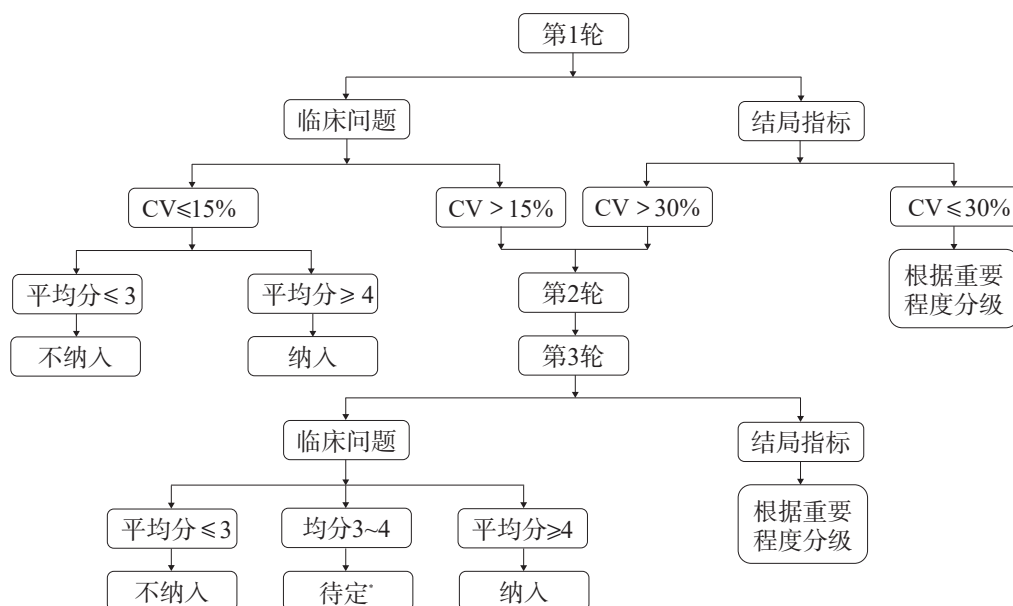 第1轮
临床问题
结局指标
CV≤15%
CV＞15%
CV＞30%
CV≤30%
平均分≤3
平均分≥4
第2轮
根据重要
程度分级
不纳入
纳入
第3轮
临床问题
结局指标
平均分≤3
均分3~4
平均分≥4
根据重要
程度分级
不纳入
待定*
纳入